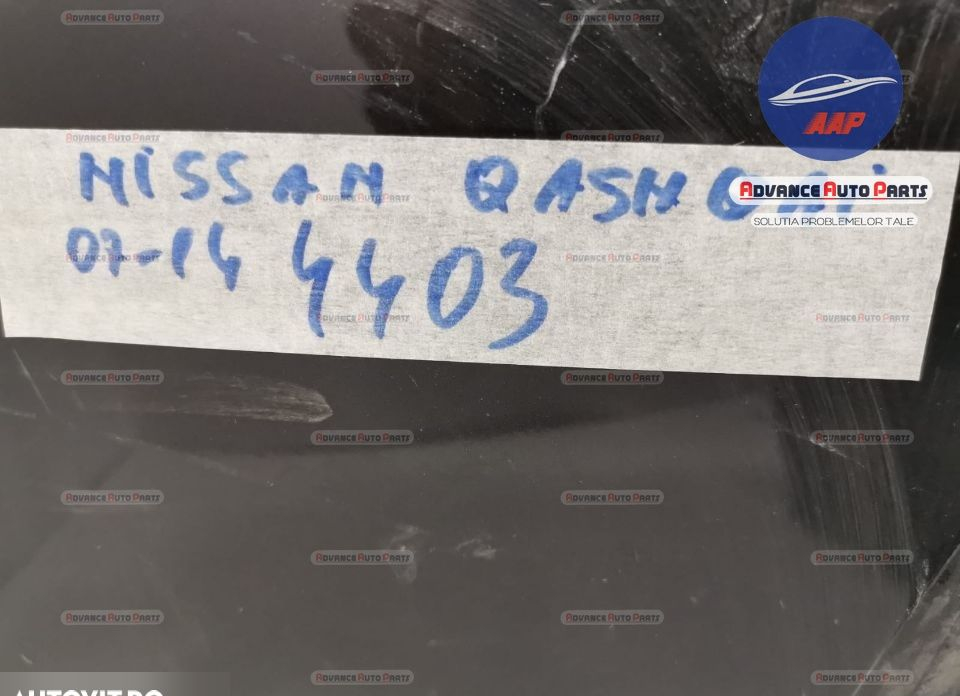 AAP
ADVANCE AUTO PARTS
SOLUTIA PROBLEMELOR TALE
NISSAN QASHQAI
07-14 4403
AUTOVIT.RO